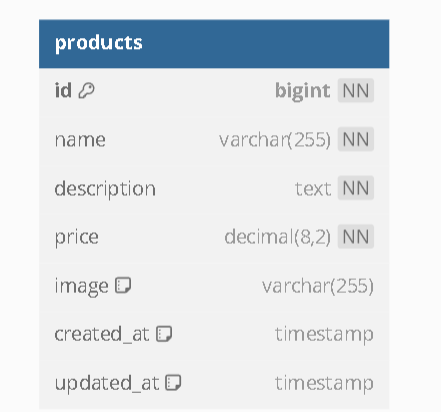 products
id bigint NN
name varchar(255) NN
description text NN
price decimal(8,2) NN
image varchar(255)
created_at timestamp
updated_at timestamp